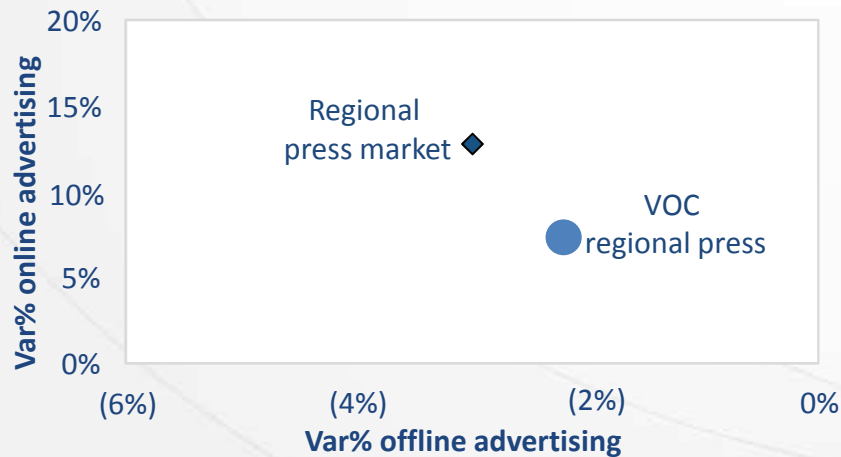 20%
15%
10%
5%
0%
Var% online advertising
Regional
press market
VOC
regional press
(6%)
(4%)
(2%)
0%
Var% offline advertising